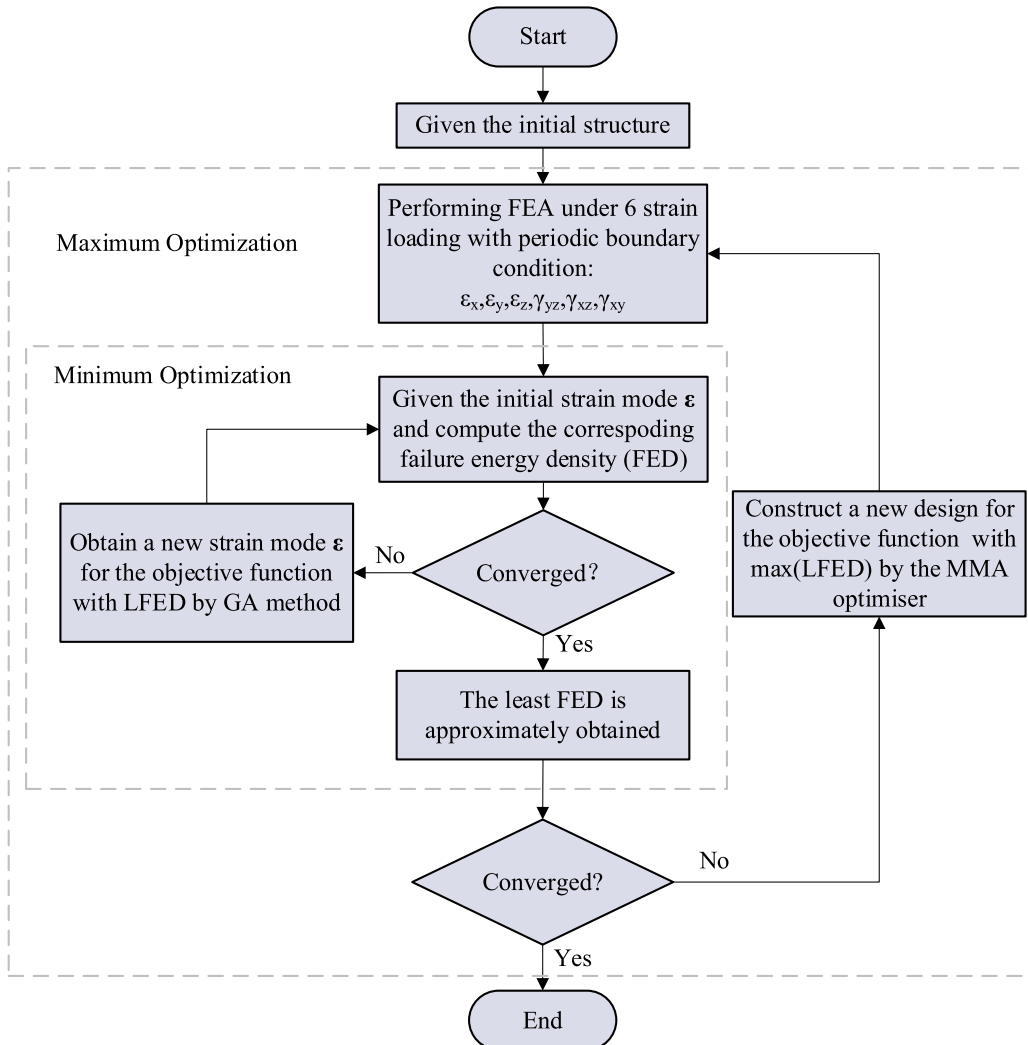 Start
Given the initial structure
Maximum Optimization
Performing FEA under 6 strain
loading with periodic boundary
condition:
εx,εy,εz,γyz,γxz,γxy
Minimum Optimization
Given the initial strain mode ε
and compute the correspoding
failure energy density (FED)
Obtain a new strain mode ε
for the objective function
with LFED by GA method
No
Converged?
Yes
Construct a new design for
the objective function with
max(LFED) by the MMA
optimiser
The least FED is
approximately obtained
Converged?
No
Yes
End